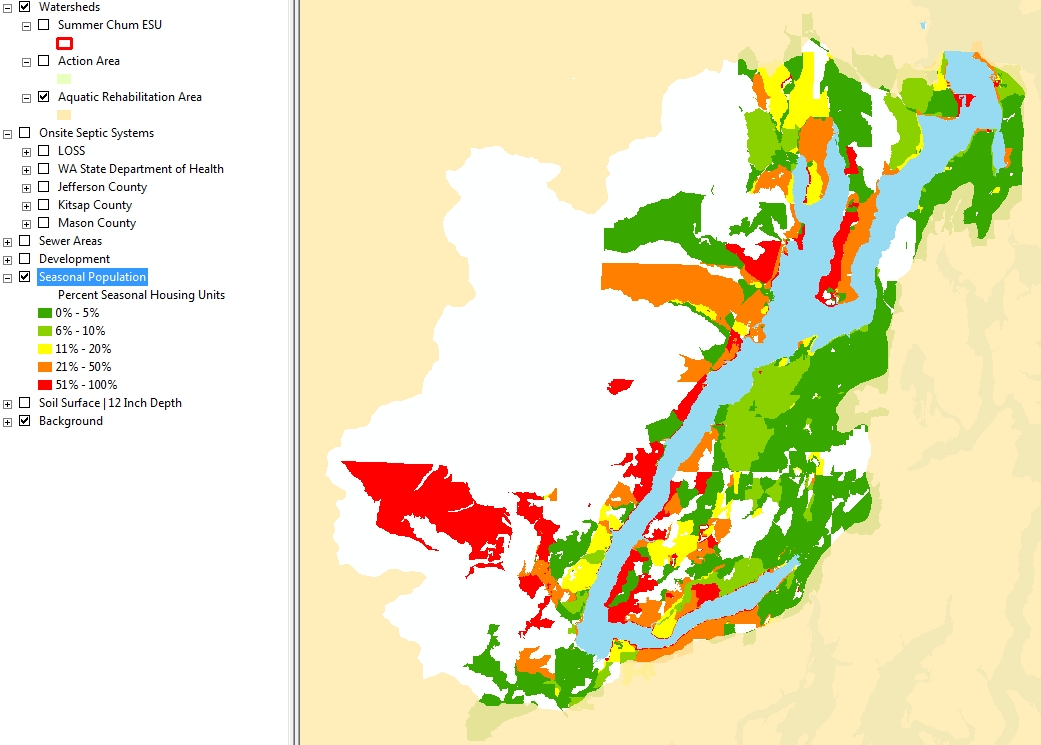 Watersheds
Summer Chum ESU
Action Area
Aquatic Rehabilitation Area
Onsite Septic Systems
LOSS
WA State Department of Health
Jefferson County
Kitsap County
Mason County
Sewer Areas
Development
Seasonal Population
Percent Seasonal Housing Units
0% - 5%
6% - 10%
11% - 20%
21% - 50%
51% - 100%
Soil Surface | 12 Inch Depth
Background